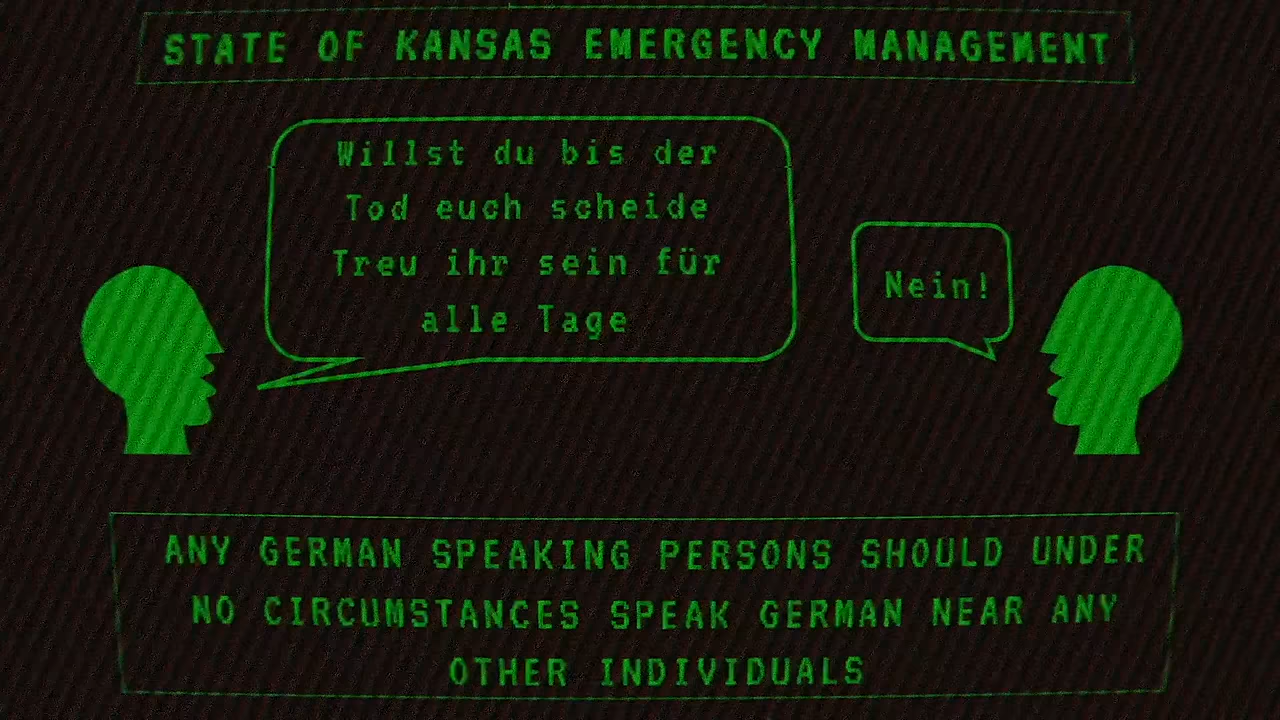 STATE OF KANSAS EMERGENCY MANAGEMENT
Willst du bis der
Tod euch scheide
Treu ihr sein für
alle Tage
Nein!
ANY GERMAN SPEAKING PERSONS SHOULD UNDER
NO CIRCUMSTANCES SPEAK GERMAN NEAR ANY
OTHER INDIVIDUALS